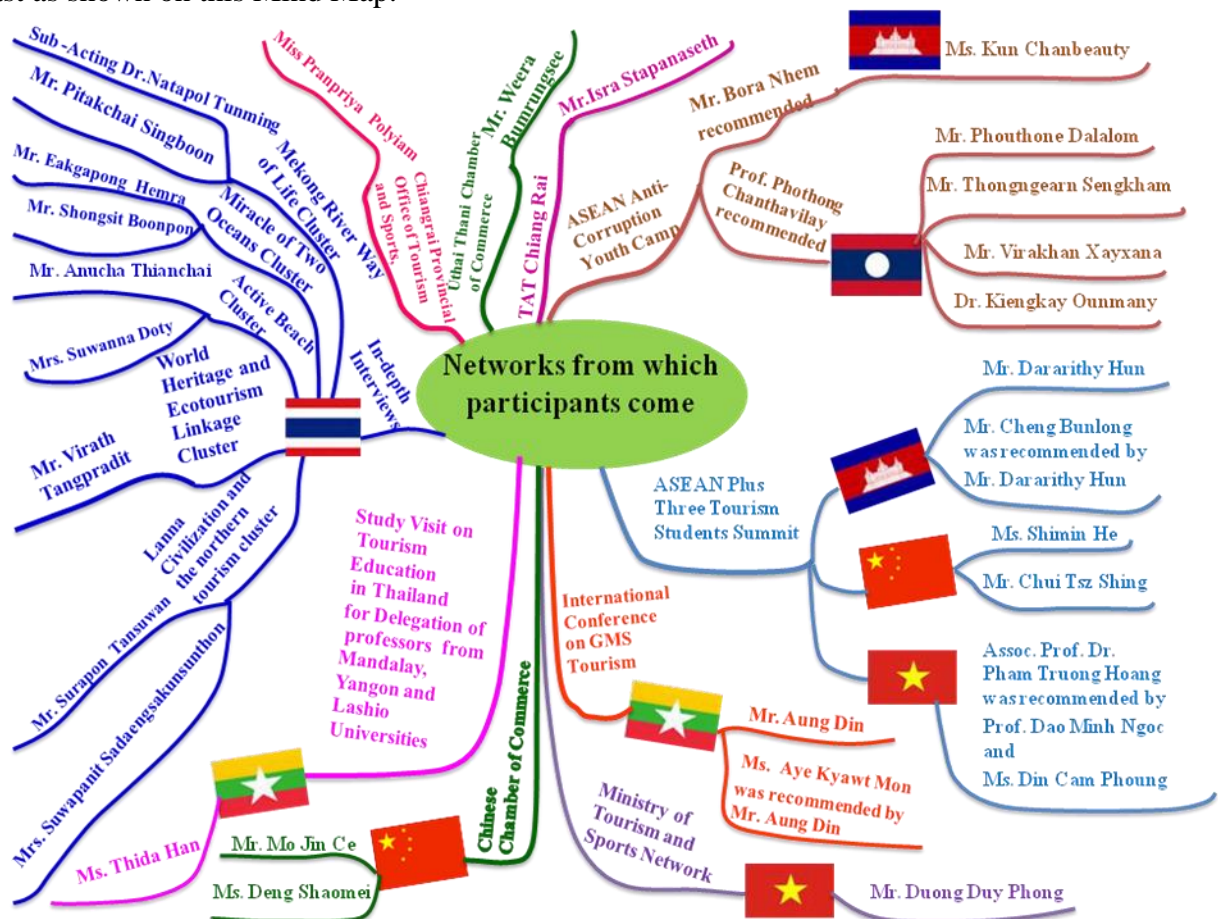 Sub-Acting Dr.Natapol Tunming
Mr. Pitakchai Singboon
Mekong River Way
of Life Cluster
Mr. Eakgapong Hemra
Mr. Shongsit Boonpon
Miracle of Two
Oceans Cluster
Mr. Anucha Thianchai
Mrs. Suwanna Doty
Active Beach
Cluster
World
Heritage and
Ecotourism
Linkage
Cluster
Mr. Virath
Tangpradit
Lanna
Civilization and
the northern
tourism cluster
Mr. Surapon Tansuwan
Mrs. Suwapanit Sadaengsakunsunthon
In-depth
Interviews
Miss Pranpriya Polyiam
Chiangrai Provincial
Office of Tourism
and Sports,
Mr. Weera
Bumrungsee
Uthai Thani Chamber
of Commerce
Mr.Isra Stapanaseth
TAT Chiang Rai
ASEAN Anti-
Corruption
Youth Camp
Mr. Bora Nhem
recommended
Ms. Kun Chanbeauty
Prof. Phothong
Chanthavilay
recommended
Mr. Phouthone Dalalom
Mr. Thongngearn Sengkham
Mr. Virakhan Xayxana
Dr. Kiengkay Ounmany
Networks from which
participants come
ASEAN Plus
Three Tourism
Students Summit
Mr. Dararithy Hun
Mr. Cheng Bunlong
was recommended by
Mr. Dararithy Hun
Ms. Shimin He
Mr. Chui Tsz Shing
Assoc. Prof. Dr.
Pham Truong Hoang
was recommended by
Prof. Dao Minh Ngoc
and
Ms. Din Cam Phoung
International
Conference
on GMS
Tourism
Mr. Aung Din
Ms. Aye Kyawt Mon
was recommended by
Mr. Aung Din
Ministry of
Tourism and
Sports Network
Mr. Duong Duy Phong
Chinese
Chamber of Commerce
Mr. Mo Jin Ce
Ms. Deng Shaomei
Study Visit on
Tourism
Education
in Thailand
for Delegation of
professors from
Mandalay,
Yangon and
Lashio
Universities
Ms. Thida Han